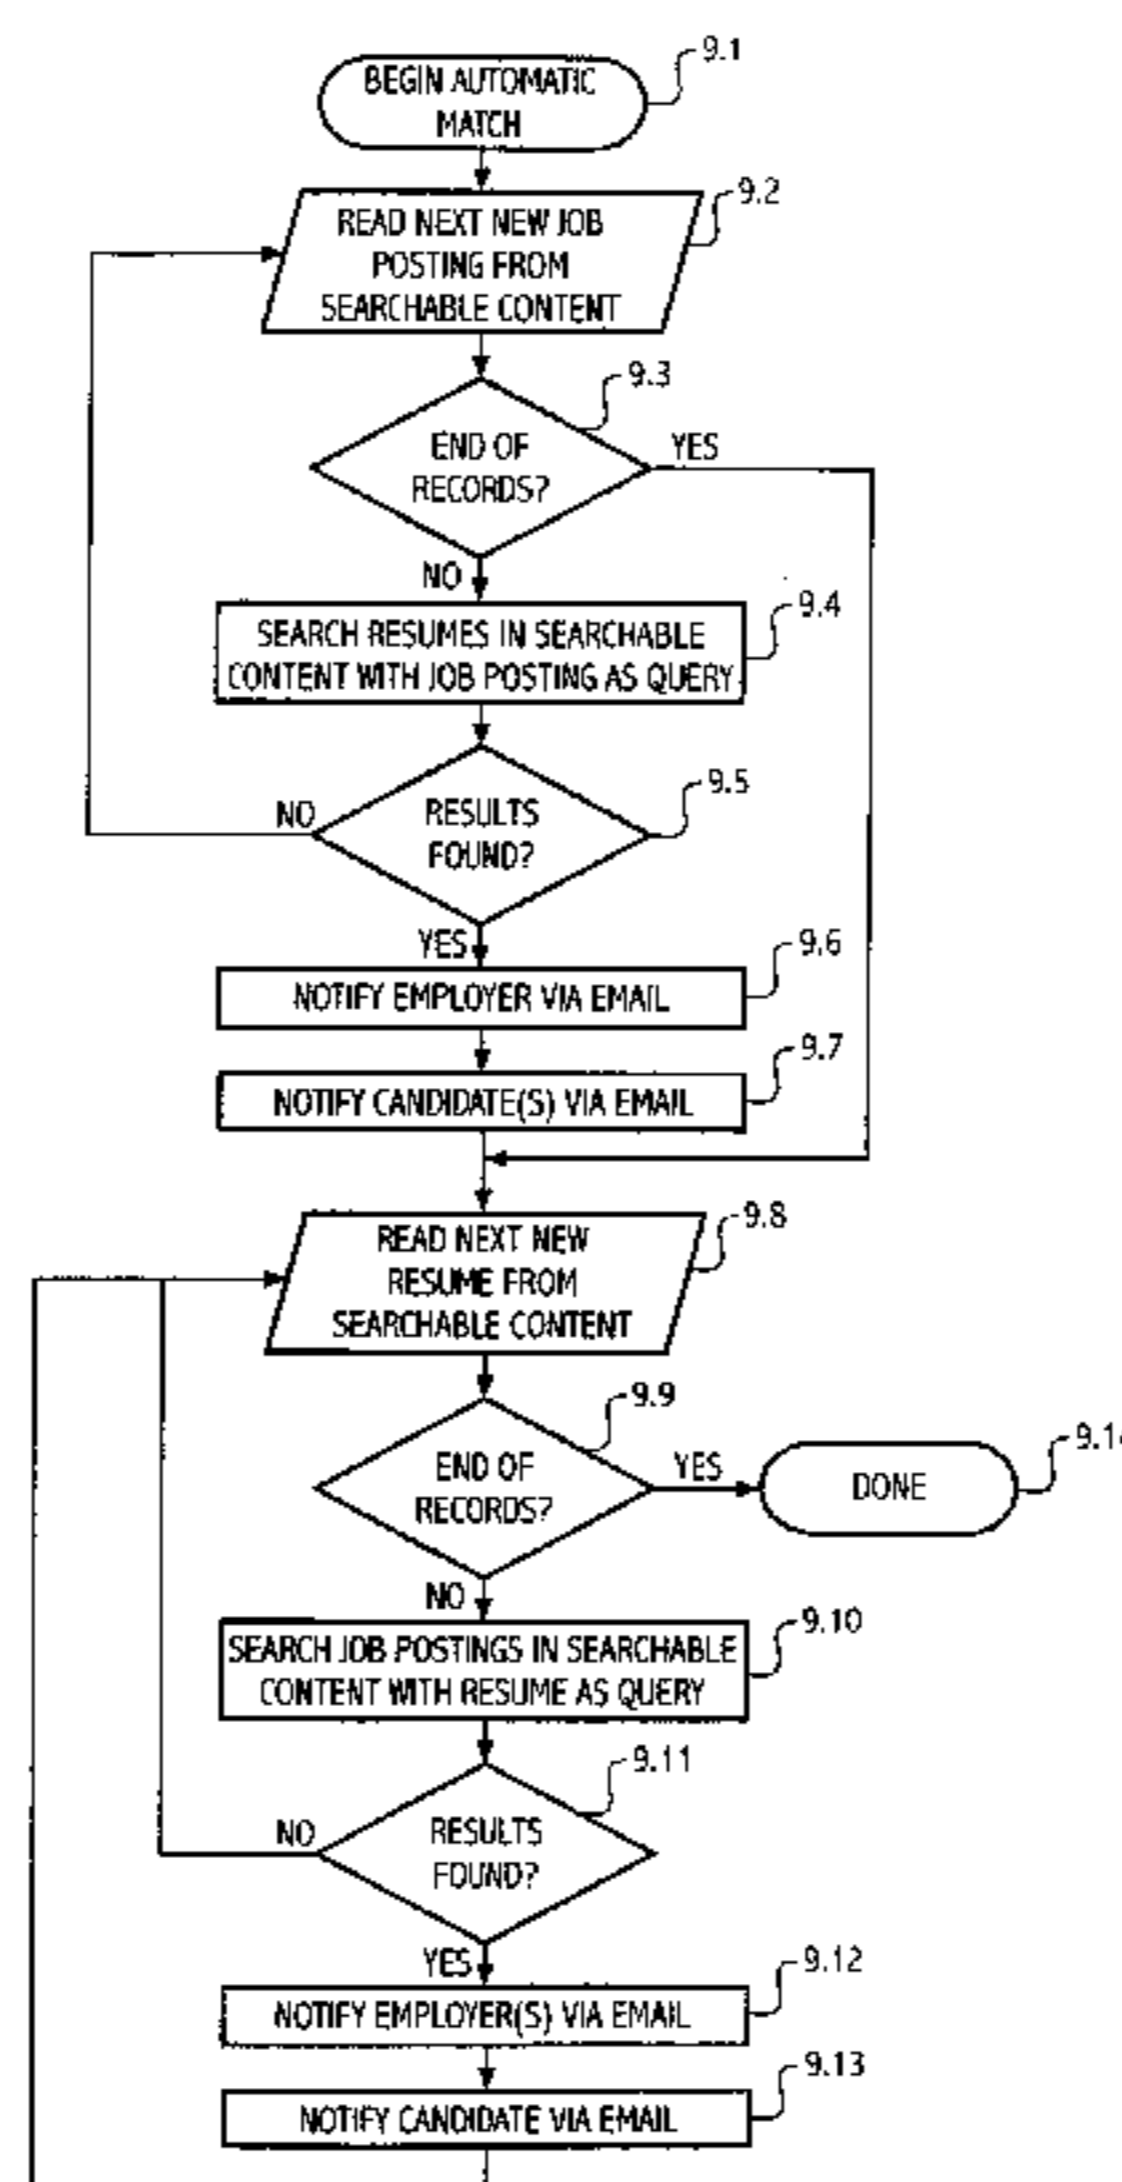 BEGIN AUTOMATIC
MATCH
9.1
READ NEXT NEW JOB
POSTING FROM
SEARCHABLE CONTENT
9.2
END OF
RECORDS?
9.3
YES
NO
SEARCH RESUMES IN SEARCHABLE
CONTENT WITH JOB POSTING AS QUERY
9.4
RESULTS
FOUND?
9.5
NO
YES
NOTIFY EMPLOYER VIA EMAIL
9.6
NOTIFY CANDIDATE(S) VIA EMAIL
9.7
READ NEXT NEW
RESUME FROM
SEARCHABLE CONTENT
9.8
END OF
RECORDS?
9.9
YES
DONE
NO
SEARCH JOB POSTINGS IN SEARCHABLE
CONTENT WITH RESUME AS QUERY
9.10
RESULTS
FOUND?
9.11
NO
YES
NOTIFY EMPLOYER(S) VIA EMAIL
9.12
NOTIFY CANDIDATE VIA EMAIL
9.13